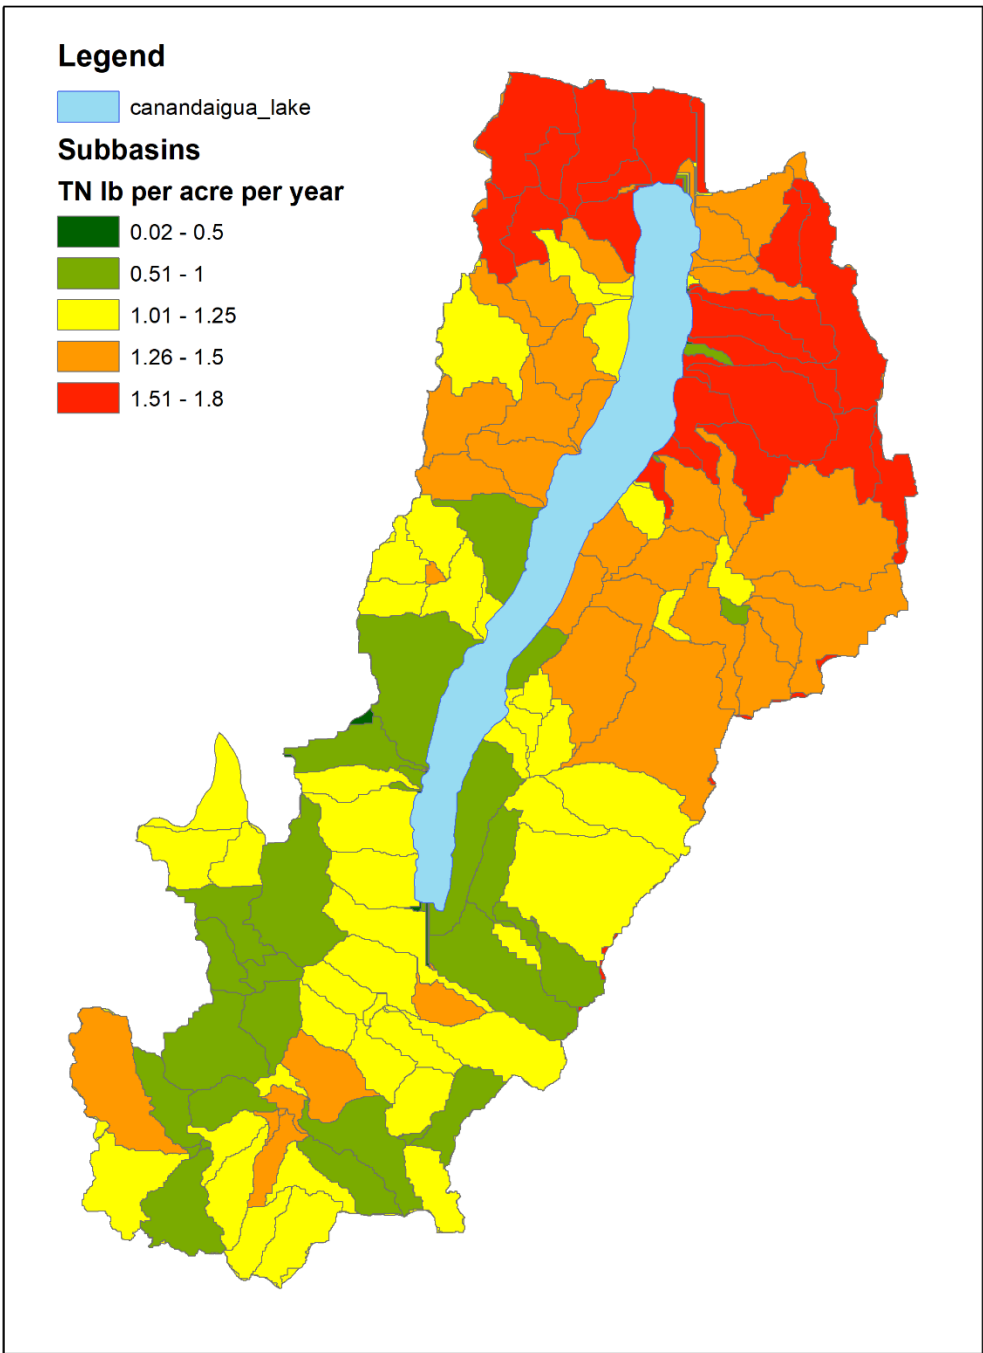 Legend
canandaigua_lake
Subbasins
TN lb per acre per year
0.02 - 0.5
0.51 - 1
1.01 - 1.25
1.26 - 1.5
1.51 - 1.8